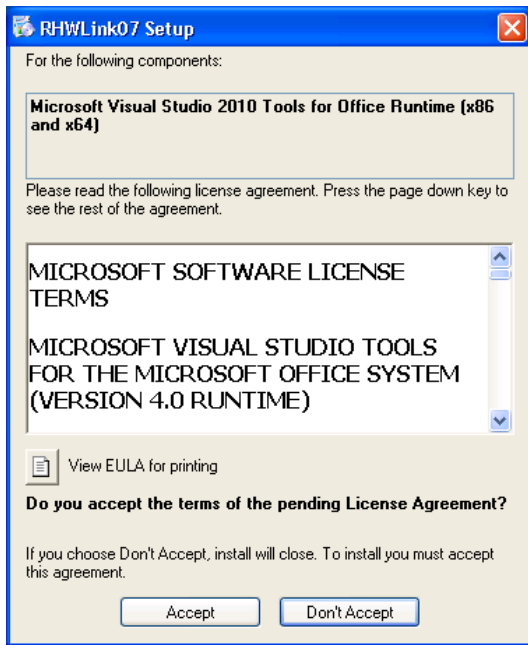 RHWLink07 Setup
For the following components:
Microsoft Visual Studio 2010 Tools for Office Runtime (x86
and x64)
Please read the following license agreement. Press the page down key to
see the rest of the agreement.
MICROSOFT SOFTWARE LICENSE
TERMS
MICROSOFT VISUAL STUDIO TOOLS
FOR THE MICROSOFT OFFICE SYSTEM
(VERSION 4.0 RUNTIME)
View EULA for printing
Do you accept the terms of the pending License Agreement?
If you choose Don't Accept, install will close. To install you must accept
this agreement.
Accept
Don't Accept